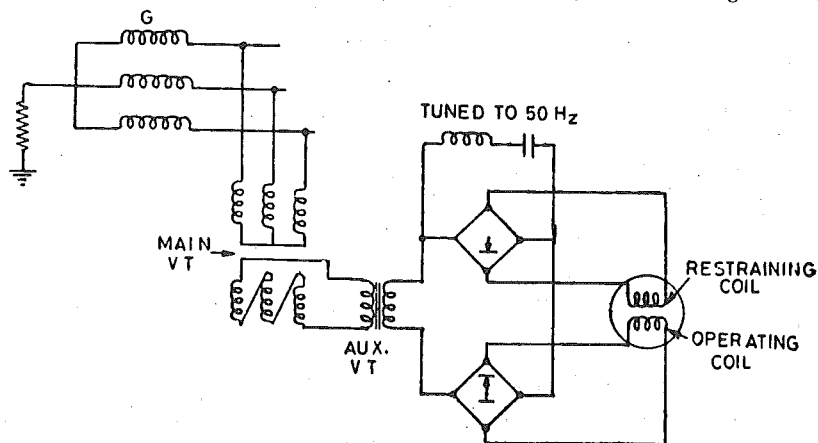 G
TUNED TO 50 Hz
MAIN
VT
RESTRAINING
COIL
AUX.
VT
OPERATING
COIL